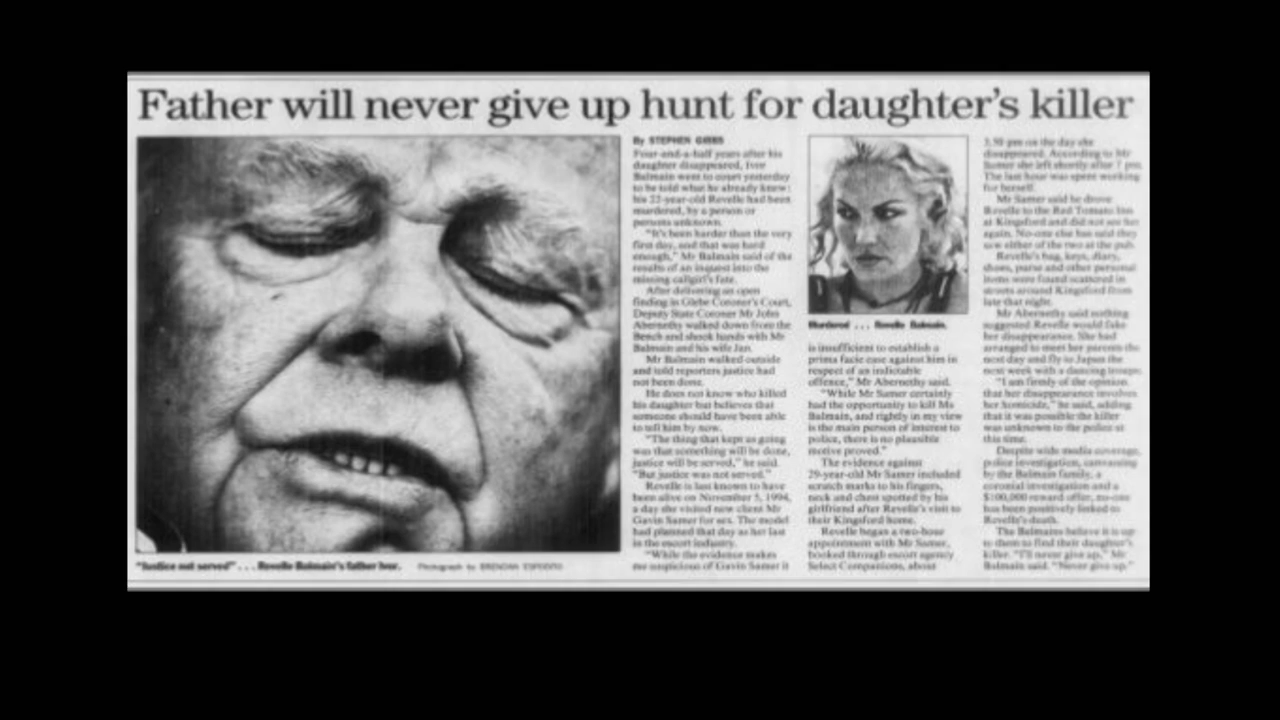 Father will never give up hunt for daughter's killer
By STEPHEN GIBBS
Four-and-a-half years after his
daughter disappeared, Ivor
Balmain went to court yesterday
to be told what he already knew:
his 22-year-old Revelle had been
murdered, by a person or
persons unknown.
"It's been harder than the very
first day, and that was hard
enough," Mr Balmain said of the
results of an inquest into the
missing callgirl's fate.
After delivering an open
finding in Glebe Coroner's Court,
Deputy State Coroner Mr John
Abernethy walked down from the
Bench and shook hands with Mr
Balmain and his wife Jan.
Mr Balmain walked outside
and told reporters justice had
not been done.
He does not know who killed
his daughter but believes that
someone should have been able
to tell him by now.
"The thing that kept us going
was that something will be done,
justice will be served," he said.
"But justice was not served."
Revelle is last known to have
been alive on November 5, 1994,
a day she visited new client Mr
Gavin Samer for sex. The model
had planned that day as her last
in the escort industry.
"While the evidence makes
me suspicious of Gavin Samer it
Murdered . . . Revelle Balmain.
is insufficient to establish a
prima facie case against him in
respect of an indictable
offence," Mr Abernethy said.
"While Mr Samer certainly
had the opportunity to kill Ms
Balmain, and rightly in my view
is the main person of interest to
police, there is no plausible
motive proved."
The evidence against
29-year-old Mr Samer included
scratch marks to his fingers,
neck and chest spotted by his
girlfriend after Revelle's visit to
their Kingsford home.
Revelle began a two-hour
appointment with Mr Samer,
booked through escort agency
Select Companions, about
3.50 pm on the day she
disappeared. According to Mr
Samer she left shortly after 7 pm.
The last hour was spent working
for herself.
Mr Samer said he drove
Revelle to the Red Tomato Inn
at Kingsford and did not see her
again. No-one else has said they
saw either of the two at the pub.
Revelle's bag, keys, diary,
shoes, purse and other personal
items were found scattered in
streets around Kingsford from
late that night.
Mr Abernethy said nothing
suggested Revelle would fake
her disappearance. She had
arranged to meet her parents the
next day and fly to Japan the
next week with a dancing troupe.
"I am firmly of the opinion
that her disappearance involves
her homicide," he said, adding
that it was possible the killer
was unknown to the police at
this time.
Despite wide media coverage,
police investigation, canvassing
by the Balmain family, a
coronial investigation and a
$100,000 reward offer, no-one
has been positively linked to
Revelle's death.
The Balmains believe it is up
to them to find their daughter's
killer. "I'll never give up," Mr
Balmain said. "Never give up."
"Justice not served" . . . Revelle Balmain's father Ivor. Photograph by BRENDAN ESPOSITO